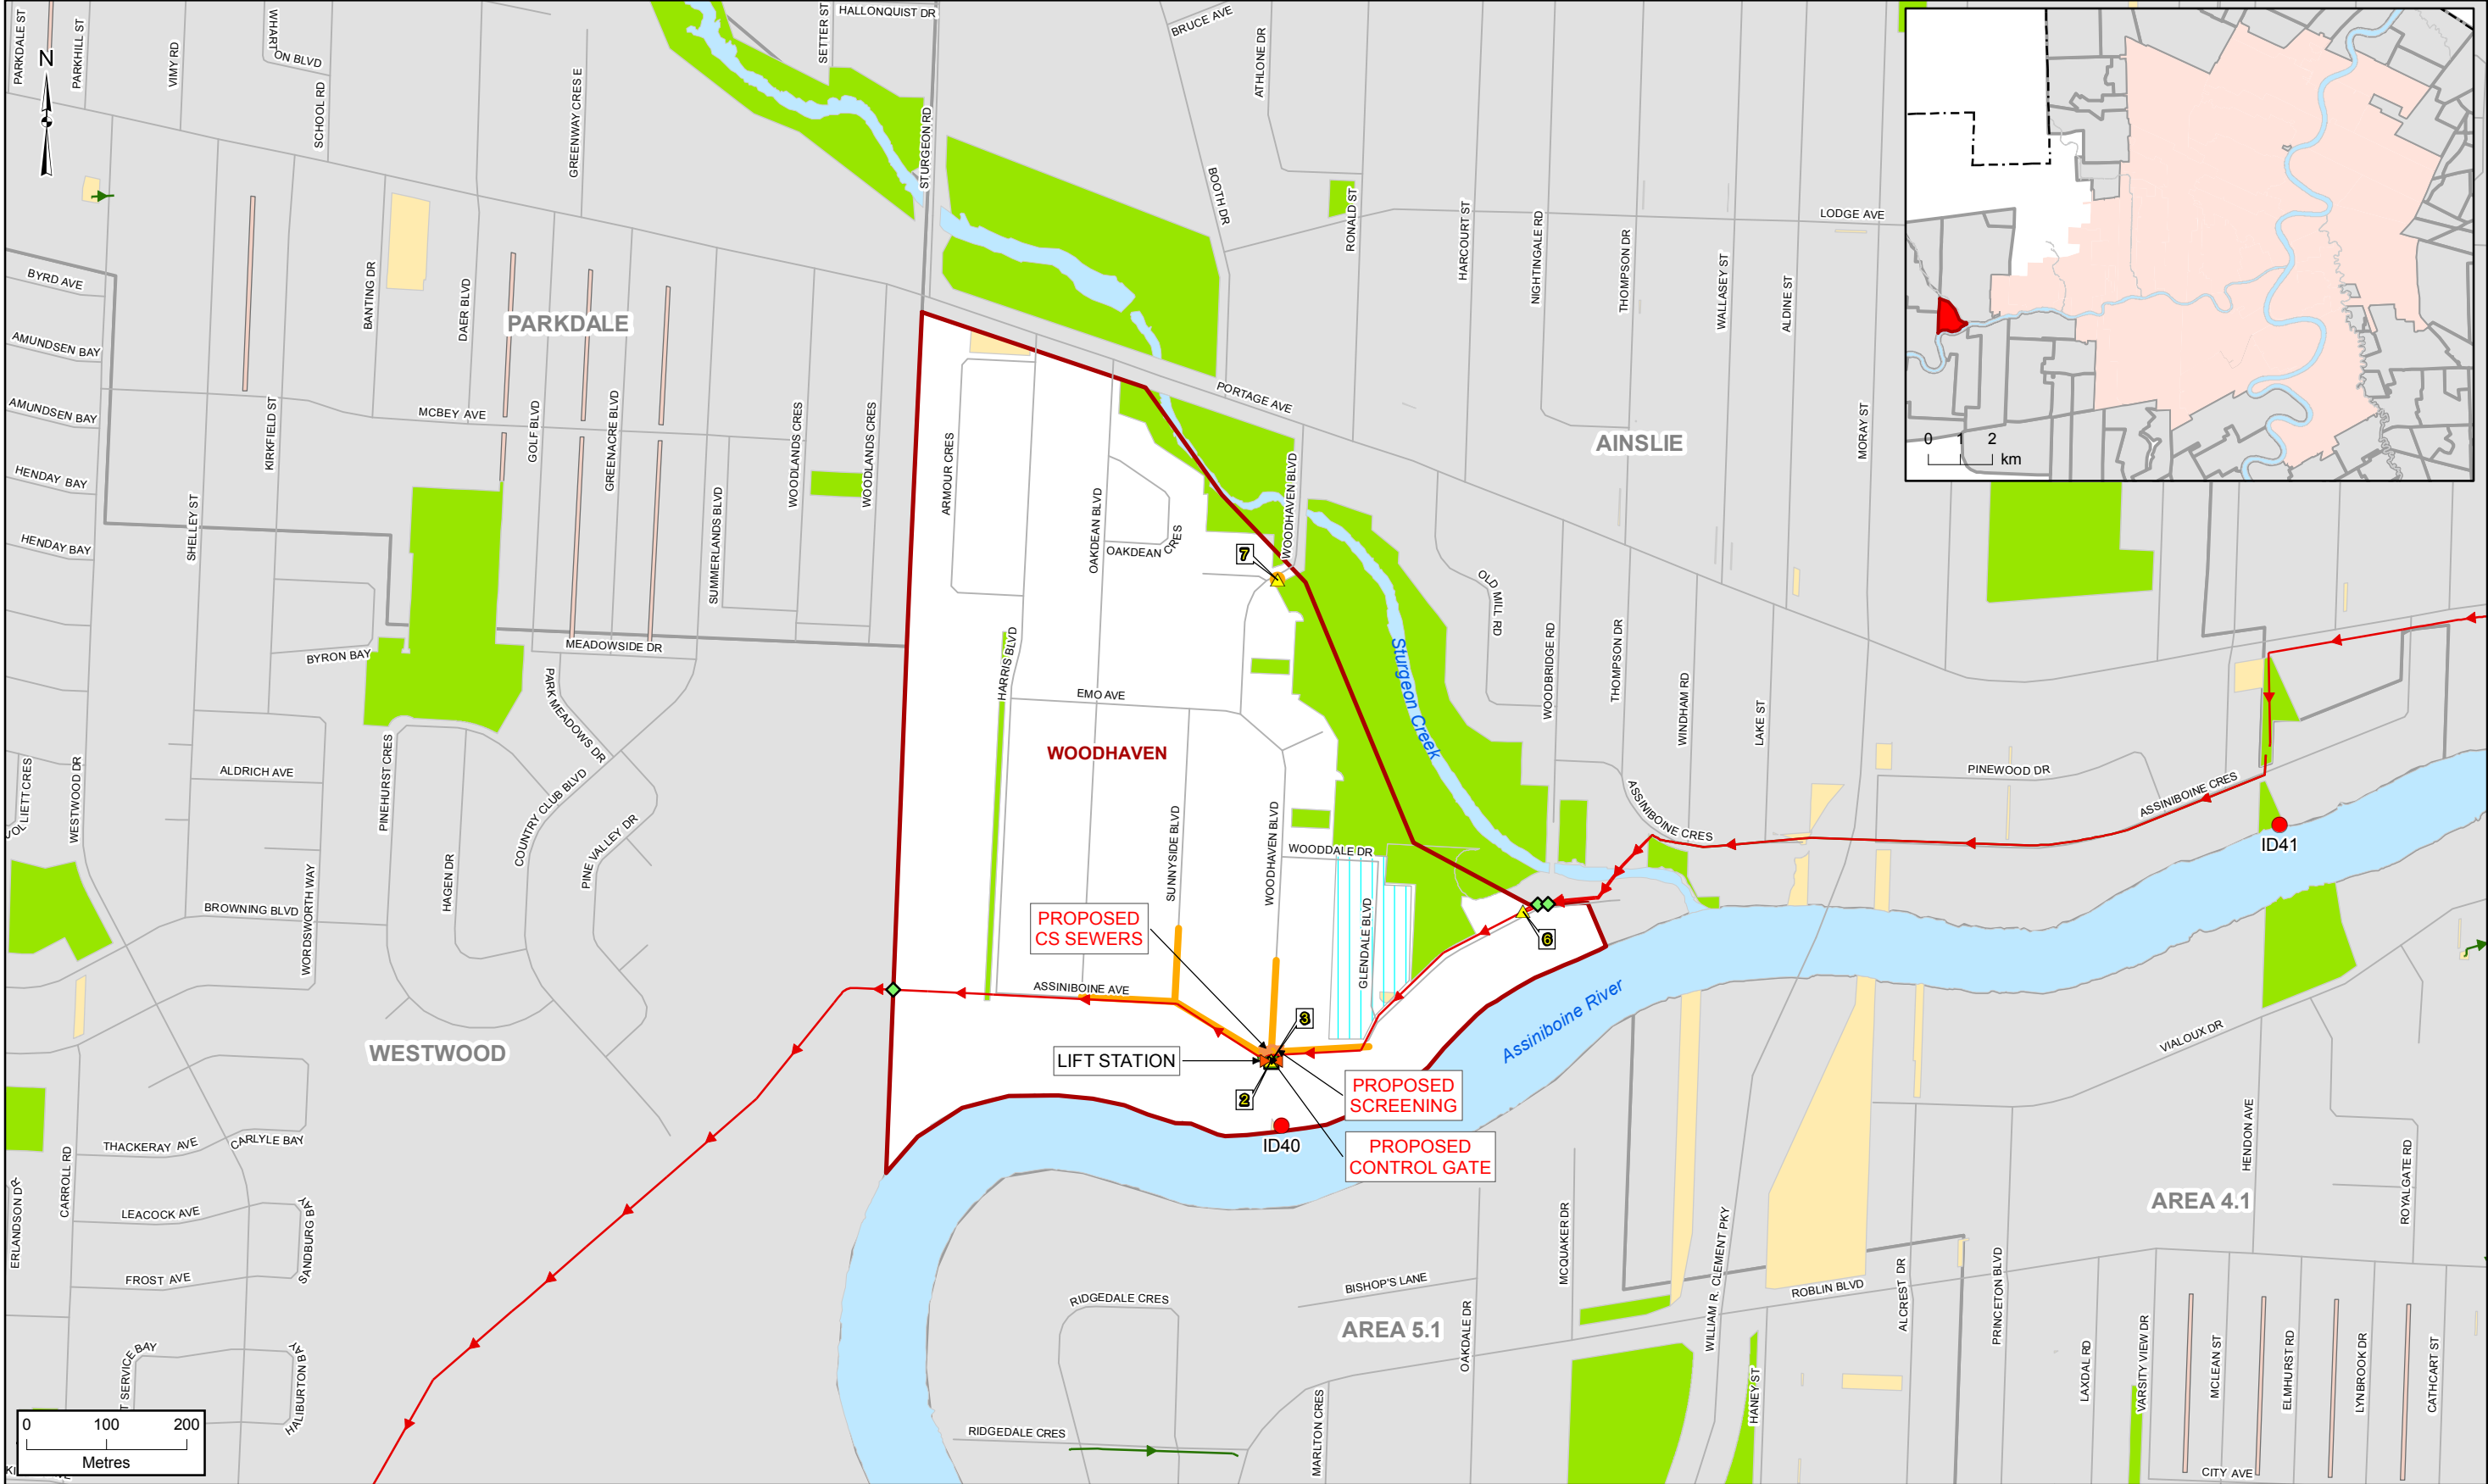 PARKDALE ST
PARKHILL ST
VIMY RD
WHART
ON BLVD
SCHOOL RD
GREENWAY CRES E
SETTER ST
HALLONQUIST DR
STURGEON RD
BRUCE AVE
ATHLONE DR
BOOTH DR
RONALD ST
HARCOURT ST
NIGHTINGALE RD
THOMPSON DR
WALLASEY ST
ALDINE ST
LODGE AVE
MORAY ST
N
0 1 2
km
BYRD AVE
AMUNDSEN BAY
AMUNDSEN BAY
HENDAY BAY
HENDAY BAY
SHELLEY ST
KIRKFIELD ST
BANTING DR
DAER BLVD
PARKDALE
MCBEY AVE
GOLF BLVD
GREENACRE BLVD
SUMMERLANDS BLVD
WOODLANDS CRES
WOODLANDS CRES
ARMOUR CRES
OAKDEAN BLVD
OAKDEAN
CRES
PORTAGE AVE
WOODHAVEN BLVD
AINSLIE
7
OLD MILL RD
WOODBRIDGE RD
THOMPSON DR
WINDHAM RD
LAKE ST
Sturgeon Creek
BYRON BAY
MEADOWSIDE DR
PARK MEADOWS DR
HARRIS BLVD
EMO AVE
WOODHAVEN
PINEHURST CRES
COUNTRY CLUB BLVD
PINE VALLEY DR
HAGEN DR
ALDRICH AVE
WESTWOOD DR
LIETT CRES
BROWNING BLVD
WORDSWORTH WAY
SUNNYSIDE BLVD
WOODHAVEN BLVD
WOODDALE DR
GLENDALE BLVD
ASSINIBOINE CRES
PINEWOOD DR
ASSINIBOINE CRES
ID41
6
PROPOSED
CS SEWERS
ASSINIBOINE AVE
3
LIFT STATION
2
PROPOSED
SCREENING
PROPOSED
CONTROL GATE
ID40
Assiniboine River
WESTWOOD
VIALOUX DR
THACKERAY AVE
CARLYLE BAY
CARROLL RD
ERLANDSON DR
LEACOCK AVE
SANDBURG BAY
FROST AVE
T SERVICE BAY
HALIBURTON BAY
RIDGEDALE CRES
RIDGEDALE CRES
BISHOP'S LANE
AREA 5.1
OAKDALE DR
MARLTON CRES
MCQUAKER DR
WILLIAM R. CLEMENT PKY
HANEY ST
ROBLIN BLVD
ALCREST DR
PRINCETON BLVD
AREA 4.1
HENDON AVE
ROYALGATE RD
LAXDAL RD
VARSITY VIEW DR
MCLEAN ST
ELMHURST RD
LYNBROOK DR
CATHCART ST
CITY AVE
0 100 200
Metres